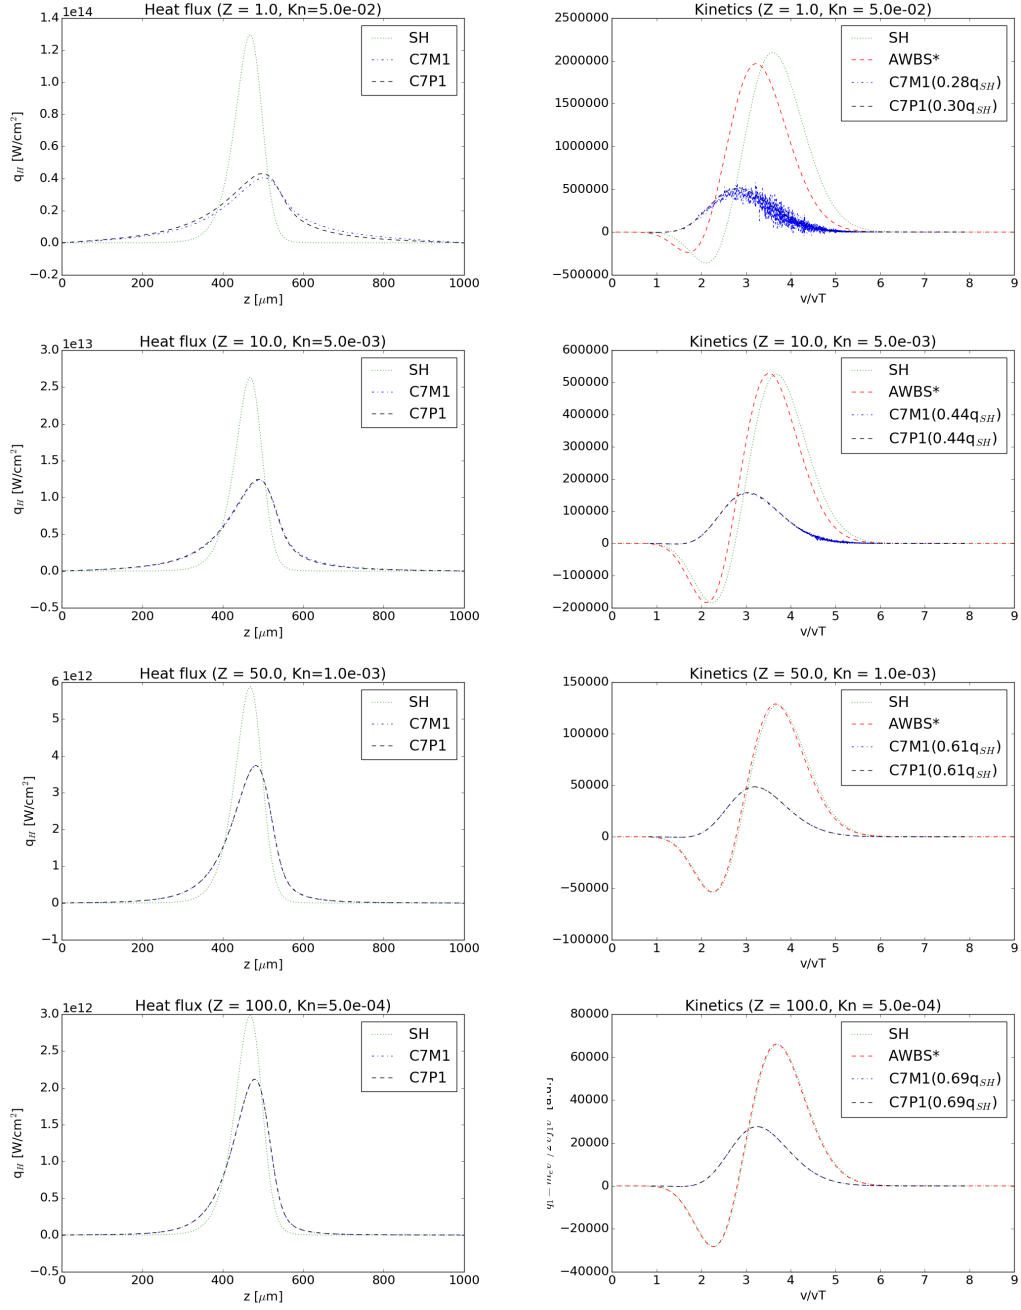 Heat flux (Z = 1.0, Kn=5.0e-02)
1e14
1.4
1.2
1.0
0.8
0.6
0.4
0.2
0.0
−0.2
0 200 400 600 800 1000
q_H [W/cm²]
z [μm]
SH
C7M1
C7P1
Kinetics (Z = 1.0, Kn = 5.0e-02)
2500000
2000000
1500000
1000000
500000
0
−500000
0 1 2 3 4 5 6 7 8 9
v/vT
SH
AWBS*
C7M1(0.28q_SH)
C7P1(0.30q_SH)
Heat flux (Z = 10.0, Kn=5.0e-03)
1e13
3.0
2.5
2.0
1.5
1.0
0.5
0.0
−0.5
0 200 400 600 800 1000
q_H [W/cm²]
z [μm]
SH
C7M1
C7P1
Kinetics (Z = 10.0, Kn = 5.0e-03)
600000
500000
400000
300000
200000
100000
0
−100000
−200000
0 1 2 3 4 5 6 7 8 9
v/vT
SH
AWBS*
C7M1(0.44q_SH)
C7P1(0.44q_SH)
Heat flux (Z = 50.0, Kn=1.0e-03)
1e12
6
5
4
3
2
1
0
−1
0 200 400 600 800 1000
q_H [W/cm²]
z [μm]
SH
C7M1
C7P1
Kinetics (Z = 50.0, Kn = 1.0e-03)
150000
100000
50000
0
−50000
−100000
0 1 2 3 4 5 6 7 8 9
v/vT
SH
AWBS*
C7M1(0.61q_SH)
C7P1(0.61q_SH)
Heat flux (Z = 100.0, Kn=5.0e-04)
1e12
3.0
2.5
2.0
1.5
1.0
0.5
0.0
−0.5
0 200 400 600 800 1000
q_H [W/cm²]
z [μm]
SH
C7M1
C7P1
Kinetics (Z = 100.0, Kn = 5.0e-04)
80000
60000
40000
20000
0
−20000
−40000
0 1 2 3 4 5 6 7 8 9
[a.u.]
v/vT
SH
AWBS*
C7M1(0.69q_SH)
C7P1(0.69q_SH)